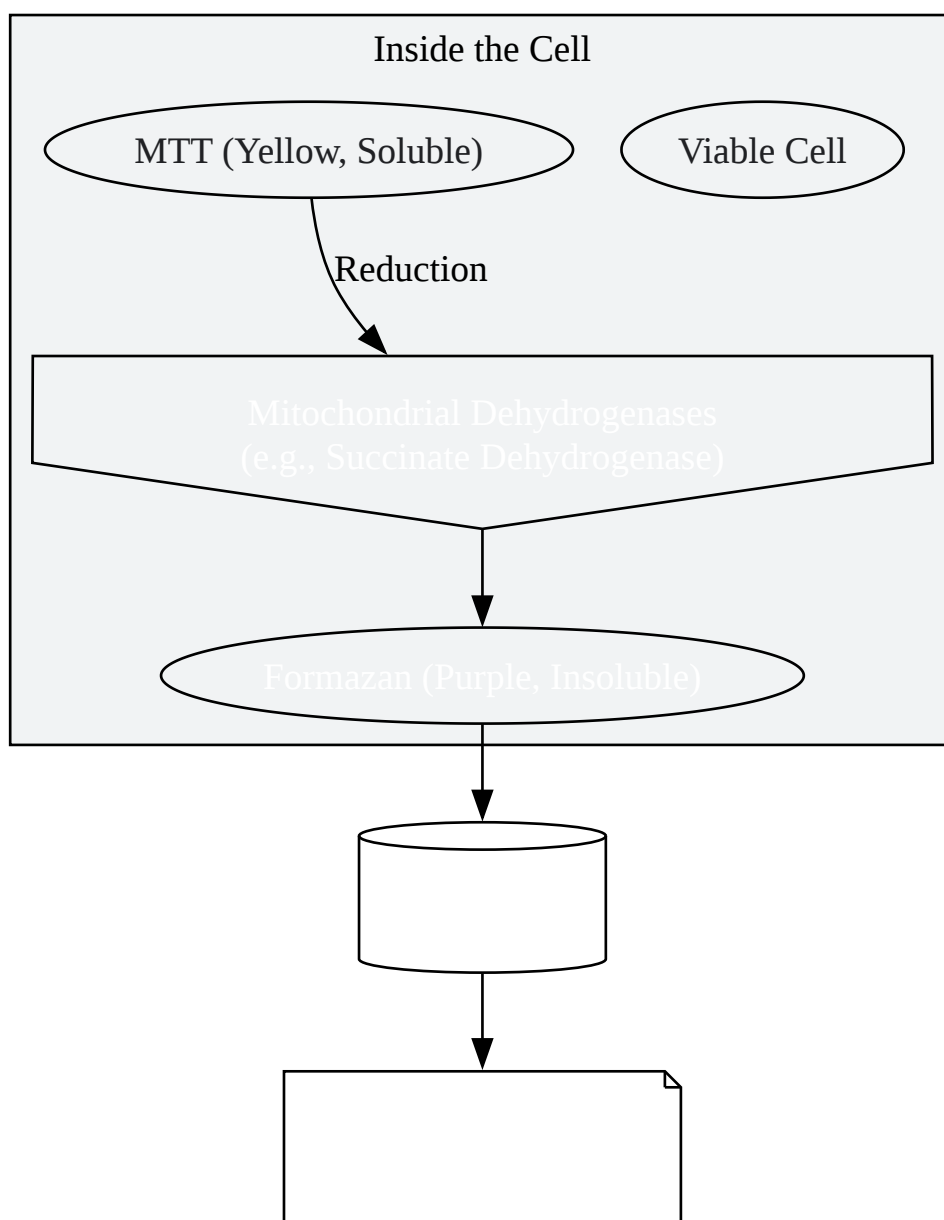 Inside the Cell
MTT (Yellow, Soluble)
Viable Cell
Reduction
Mitochondrial Dehydrogenases
(e.g., Succinate Dehydrogenase)
Formazan (Purple, Insoluble)